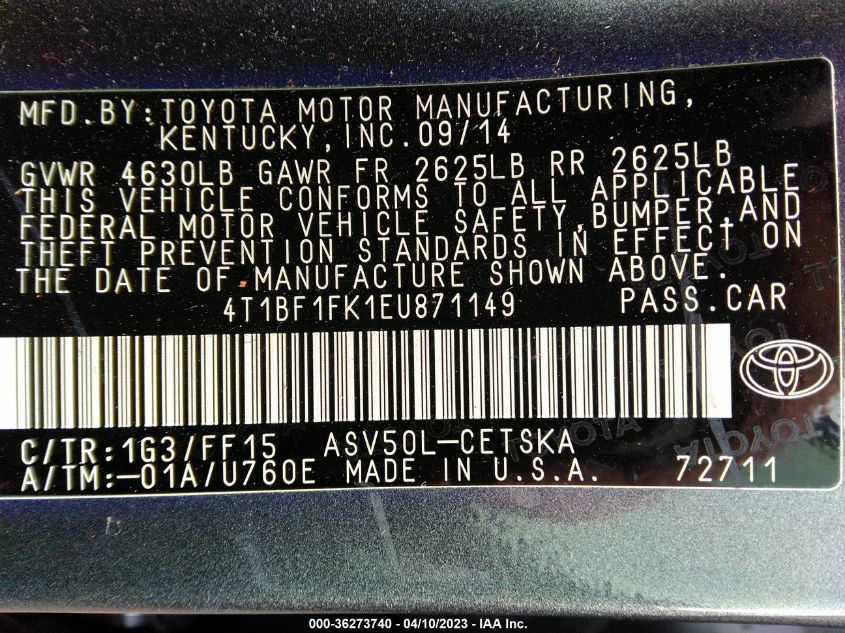 MFD.BY:TOYOTA MOTOR MANUFACTURING,
KENTUCKY,INC.09/14
GVWR 4630LB GAWR FR 2625LB RR 2625LB
THIS VEHICLE CONFORMS TO ALL APPLICABLE
FEDERAL MOTOR VEHICLE SAFETY,BUMPER,AND
THEFT PREVENTION STANDARDS IN EFFECT ON
THE DATE OF MANUFACTURE SHOWN ABOVE.
4T1BF1FK1EU871149 PASS.CAR
C/TR:1G3/FF15 ASV50L-CETSKA
A/TM:-01A/U760E MADE IN U.S.A. 72711
000-36273740 - 04/10/2023 - IAA Inc.